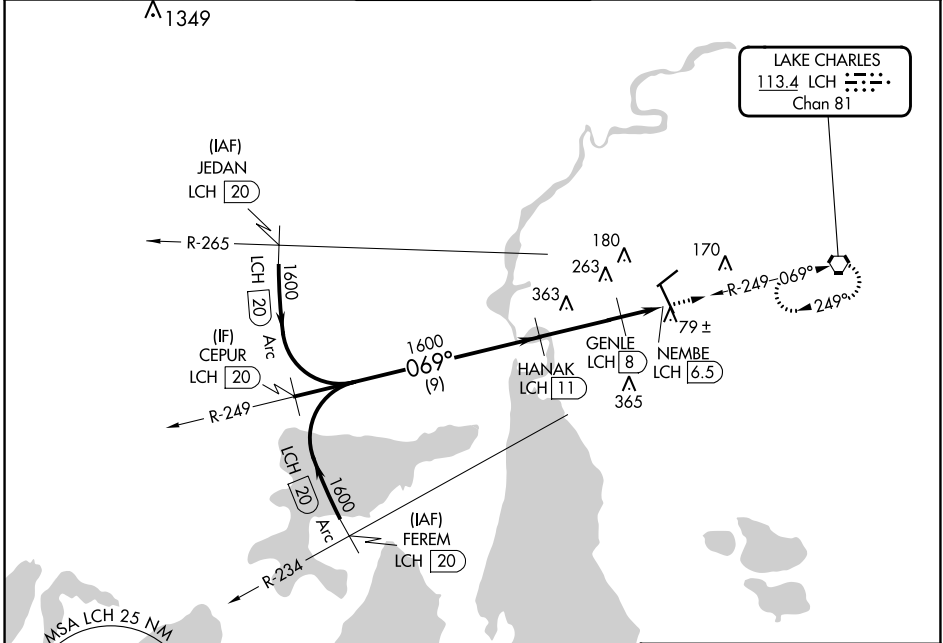 1349
LAKE CHARLES
113.4 LCH
Chan 81
(IAF)
JEDAN
LCH 20
R-265
1600
LCH 20 Arc
(IF)
CEPUR
LCH 20
R-249
1600
069°
(9)
180
263
363
170
HANAK
LCH 11
GENLE
LCH 8
365
79 ±
NEMBE
LCH 6.5
R-249
069°
249°
1600
LCH 20 Arc
(IAF)
FEREM
LCH 20
R-234
MSA LCH 25 NM